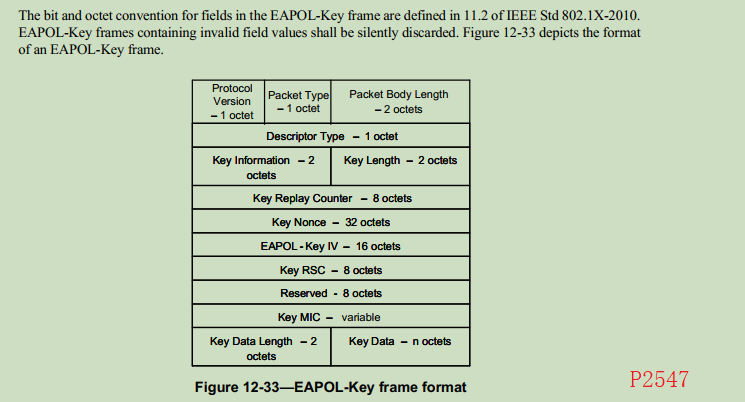 The bit and octet convention for fields in the EAPOL-Key frame are defined in 11.2 of IEEE Std 802.1X-2010.
EAPOL-Key frames containing invalid field values shall be silently discarded. Figure 12-33 depicts the format
of an EAPOL-Key frame.
Protocol
Version
– 1 octet
Packet Type
– 1 octet
Packet Body Length
– 2 octets
Descriptor Type – 1 octet
Key Information – 2
octets
Key Length – 2 octets
Key Replay Counter – 8 octets
Key Nonce – 32 octets
EAPOL-Key IV – 16 octets
Key RSC – 8 octets
Reserved - 8 octets
Key MIC – variable
Key Data Length – 2
octets
Key Data – n octets
Figure 12-33—EAPOL-Key frame format
P2547